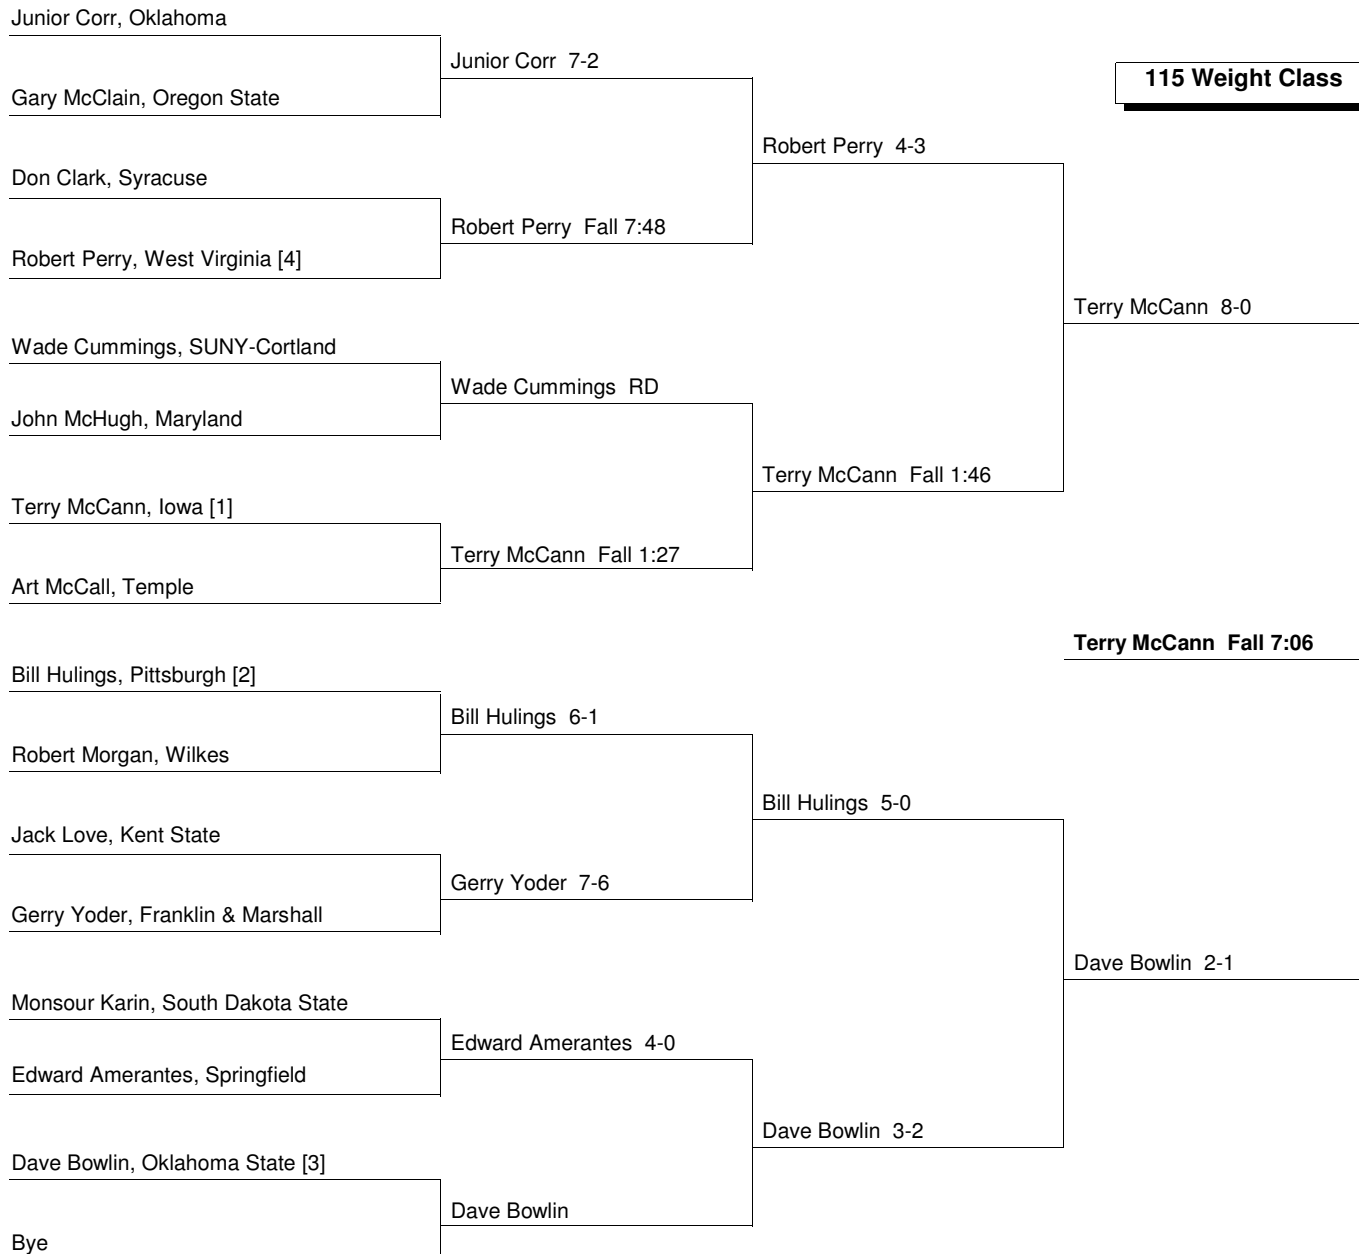 Junior Corr, Oklahoma
Junior Corr 7-2
115 Weight Class
Gary McClain, Oregon State
Robert Perry 4-3
Don Clark, Syracuse
Robert Perry Fall 7:48
Robert Perry, West Virginia [4]
Terry McCann 8-0
Wade Cummings, SUNY-Cortland
Wade Cummings RD
John McHugh, Maryland
Terry McCann Fall 1:46
Terry McCann, Iowa [1]
Terry McCann Fall 1:27
Art McCall, Temple
Terry McCann Fall 7:06
Bill Hulings, Pittsburgh [2]
Bill Hulings 6-1
Robert Morgan, Wilkes
Bill Hulings 5-0
Jack Love, Kent State
Gerry Yoder 7-6
Gerry Yoder, Franklin & Marshall
Dave Bowlin 2-1
Monsour Karin, South Dakota State
Edward Amerantes 4-0
Edward Amerantes, Springfield
Dave Bowlin 3-2
Dave Bowlin, Oklahoma State [3]
Dave Bowlin
Bye